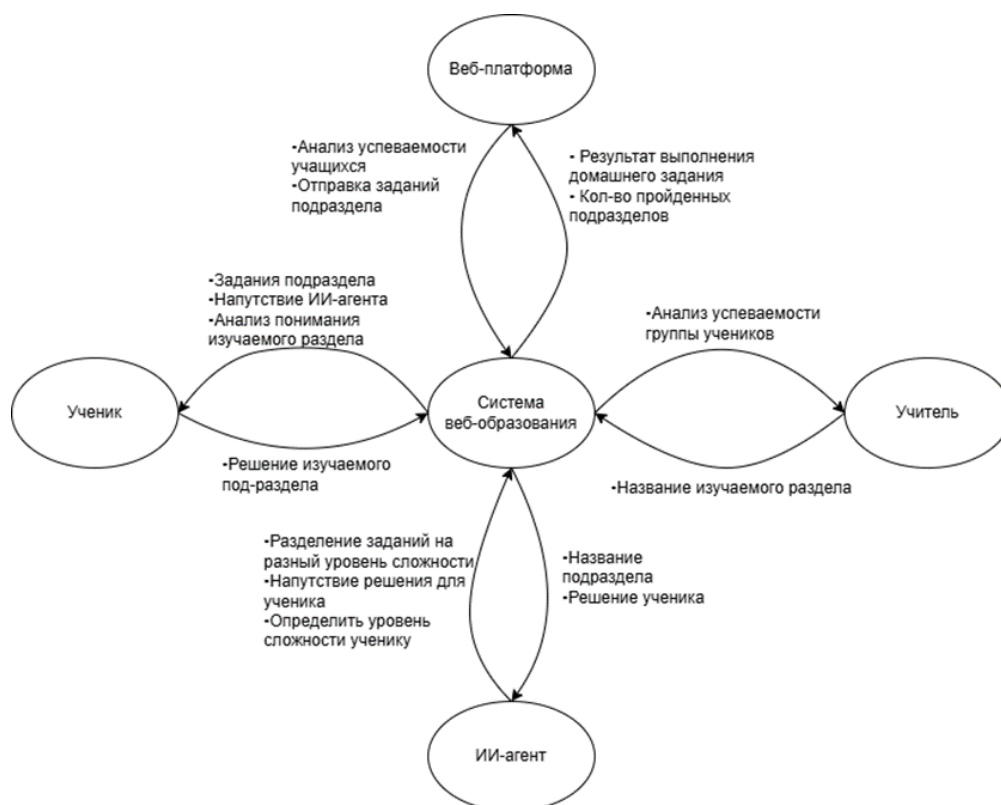 Веб-платформа
-Анализ успеваемости
учащихся
-Отправка заданий
подраздела
- Результат выполнения
домашнего задания
- Кол-во пройденных
подразделов
-Задания подраздела
-Напутствие ИИ-агента
-Анализ понимания
изучаемого раздела
-Анализ успеваемости
группы учеников
Ученик
Система
веб-образования
Учитель
-Решение изучаемого
под-раздела
-Название изучаемого раздела
-Разделение заданий на
разный уровень сложности
-Напутствие решения для
ученика
-Определить уровень
сложности ученику
-Название
подраздела
-Решение ученика
ИИ-агент